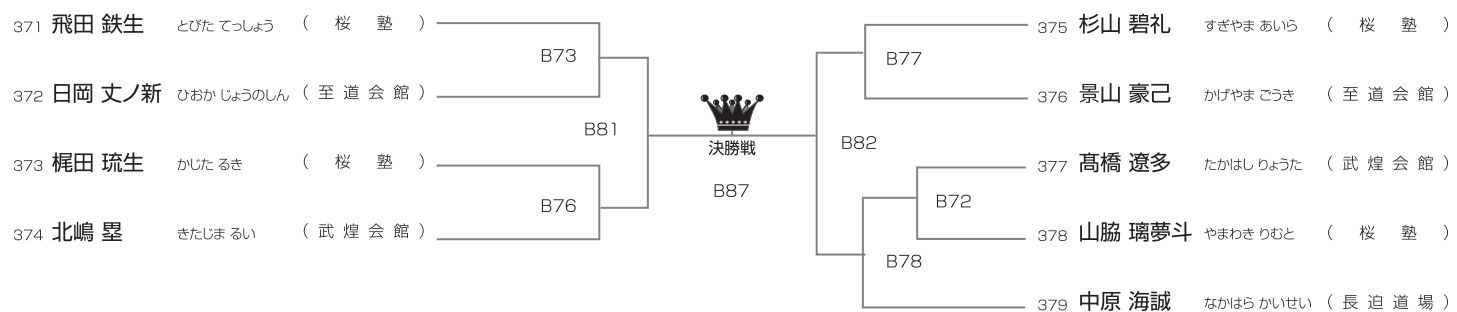 371 飛田 鉄生 とびた てっしょう （ 桜 塾 ）
B73
372 日岡 丈ノ新 ひおか じょうのしん （ 至 道 会 館 ）
B81
373 梶田 琉生 かじた るき （ 桜 塾 ）
B76
374 北嶋 塁 きたじま るい （ 武 煌 会 館 ）
決勝戦
B87
375 杉山 碧礼 すぎやま あいら （ 桜 塾 ）
B77
376 景山 豪己 かげやま ごうき （ 至 道 会 館 ）
B82
377 髙橋 遼多 たかはし りょうた （ 武 煌 会 館 ）
B72
378 山脇 璃夢斗 やまわき りむと （ 桜 塾 ）
B78
379 中原 海誠 なかはら かいせい （ 長 迫 道 場 ）